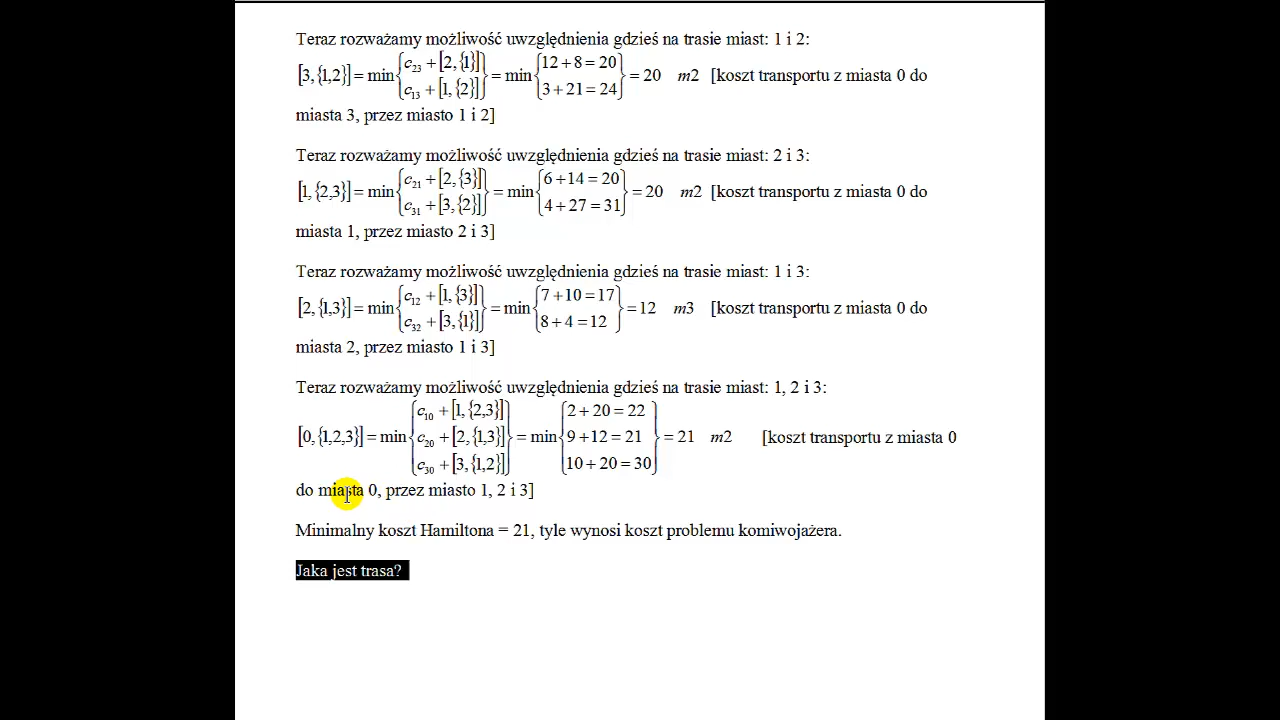 Teraz rozważamy możliwość uwzględnienia gdzieś na trasie miast: 1 i 2:
[3,{1,2}] = min{c23 + [2,{1}] c13 + [1,{2}]} = min{12+8=20 3+21=24} = 20 m2 [koszt transportu z miasta 0 do
miasta 3, przez miasto 1 i 2]
Teraz rozważamy możliwość uwzględnienia gdzieś na trasie miast: 2 i 3:
[1,{2,3}] = min{c21 + [2,{3}] c31 + [3,{2}]} = min{6+14=20 4+27=31} = 20 m2 [koszt transportu z miasta 0 do
miasta 1, przez miasto 2 i 3]
Teraz rozważamy możliwość uwzględnienia gdzieś na trasie miast: 1 i 3:
[2,{1,3}] = min{c12 + [1,{3}] c32 + [3,{1}]} = min{7+10=17 8+4=12} = 12 m3 [koszt transportu z miasta 0 do
miasta 2, przez miasto 1 i 3]
Teraz rozważamy możliwość uwzględnienia gdzieś na trasie miast: 1, 2 i 3:
[0,{1,2,3}] = min{c10 + [1,{2,3}] c20 + [2,{1,3}] c30 + [3,{1,2}]} = min{2+20=22 9+12=21 10+20=30} = 21 m2 [koszt transportu z miasta 0
do miasta 0, przez miasto 1, 2 i 3]
Minimalny koszt Hamiltona = 21, tyle wynosi koszt problemu komiwojażera.
Jaka jest trasa?